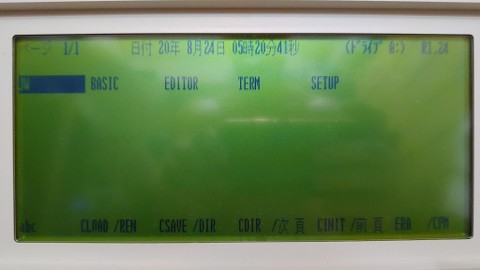 ページ 1/1 日付 20年 8月24日 05時20分41秒 (ドライブ A:) R1.24
BASIC EDITOR TERM SETUP
abc CLOAD /REN CSAVE /DIR CDIR /次頁 CINIT /前頁 ERA /CPM